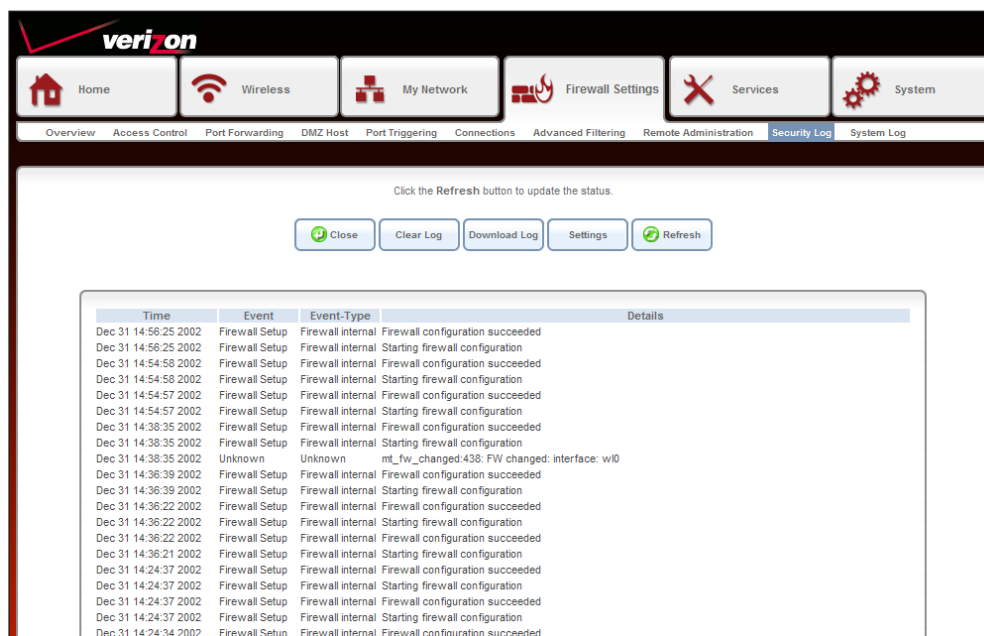 verizon
Home Wireless My Network Firewall Settings Services System
Overview Access Control Port Forwarding DMZ Host Port Triggering Connections Advanced Filtering Remote Administration Security Log System Log
Click the Refresh button to update the status.
Close Clear Log Download Log Settings Refresh
Time Event Event-Type Details
Dec 31 14:56:25 2002 Firewall Setup Firewall internal Firewall configuration succeeded
Dec 31 14:56:25 2002 Firewall Setup Firewall internal Starting firewall configuration
Dec 31 14:54:58 2002 Firewall Setup Firewall internal Firewall configuration succeeded
Dec 31 14:54:58 2002 Firewall Setup Firewall internal Starting firewall configuration
Dec 31 14:54:57 2002 Firewall Setup Firewall internal Firewall configuration succeeded
Dec 31 14:54:57 2002 Firewall Setup Firewall internal Starting firewall configuration
Dec 31 14:38:35 2002 Firewall Setup Firewall internal Firewall configuration succeeded
Dec 31 14:38:35 2002 Firewall Setup Firewall internal Starting firewall configuration
Dec 31 14:38:35 2002 Unknown Unknown mt_fw_changed:438: FW changed: interface: wl0
Dec 31 14:36:39 2002 Firewall Setup Firewall internal Firewall configuration succeeded
Dec 31 14:36:39 2002 Firewall Setup Firewall internal Starting firewall configuration
Dec 31 14:36:22 2002 Firewall Setup Firewall internal Firewall configuration succeeded
Dec 31 14:36:22 2002 Firewall Setup Firewall internal Starting firewall configuration
Dec 31 14:36:22 2002 Firewall Setup Firewall internal Firewall configuration succeeded
Dec 31 14:36:21 2002 Firewall Setup Firewall internal Starting firewall configuration
Dec 31 14:24:37 2002 Firewall Setup Firewall internal Firewall configuration succeeded
Dec 31 14:24:37 2002 Firewall Setup Firewall internal Starting firewall configuration
Dec 31 14:24:37 2002 Firewall Setup Firewall internal Firewall configuration succeeded
Dec 31 14:24:37 2002 Firewall Setup Firewall internal Starting firewall configuration
Dec 31 14:24:34 2002 Firewall Setup Firewall internal Firewall configuration succeeded